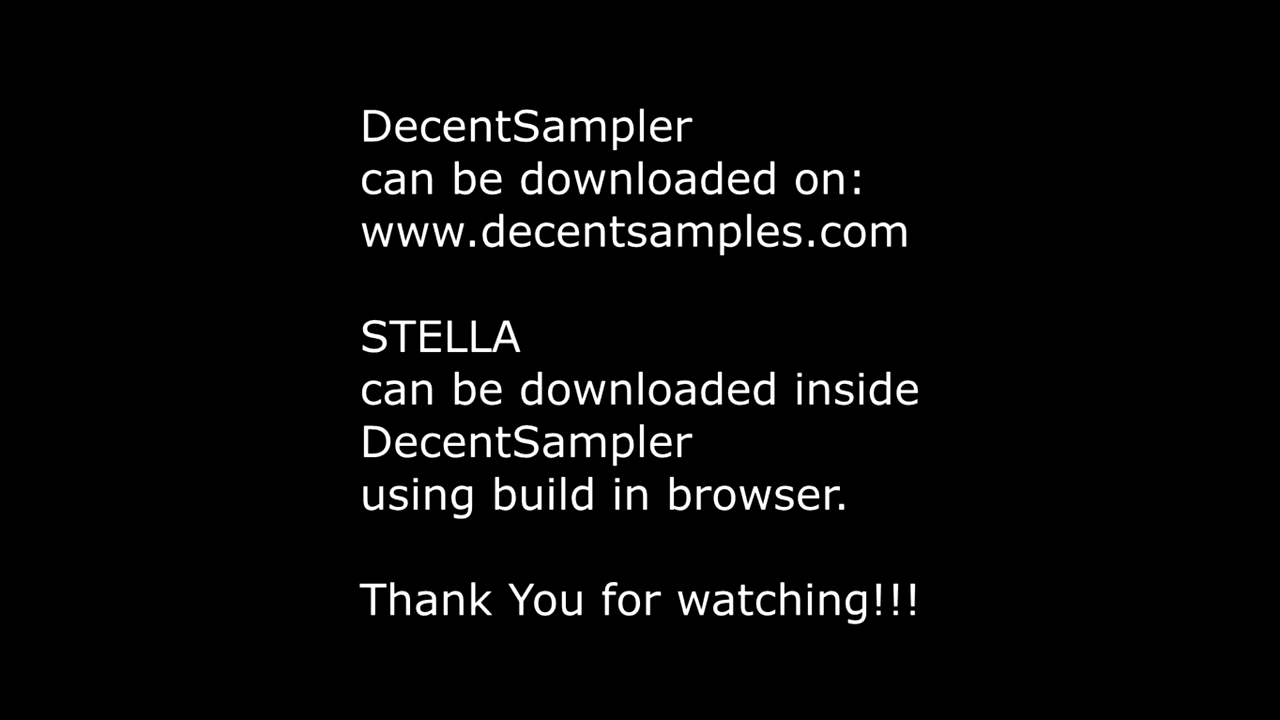 DecentSampler
can be downloaded on:
www.decentsamples.com
STELLA
can be downloaded inside
DecentSampler
using build in browser.
Thank You for watching!!!